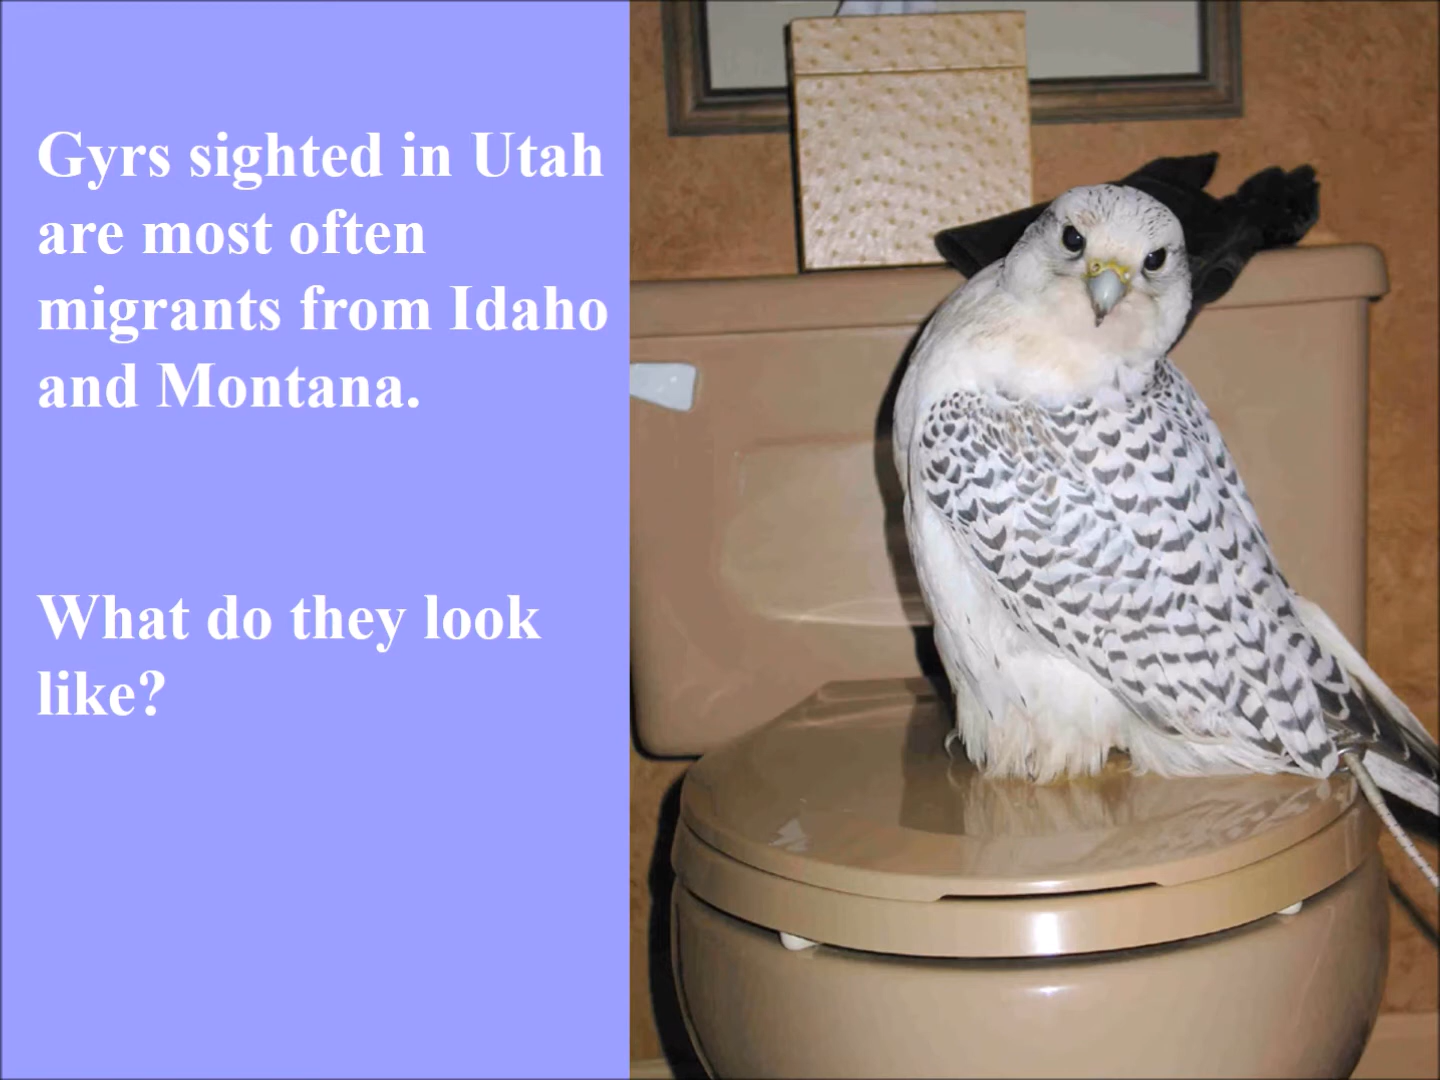 Gyrs sighted in Utah
are most often
migrants from Idaho
and Montana.
What do they look
like?